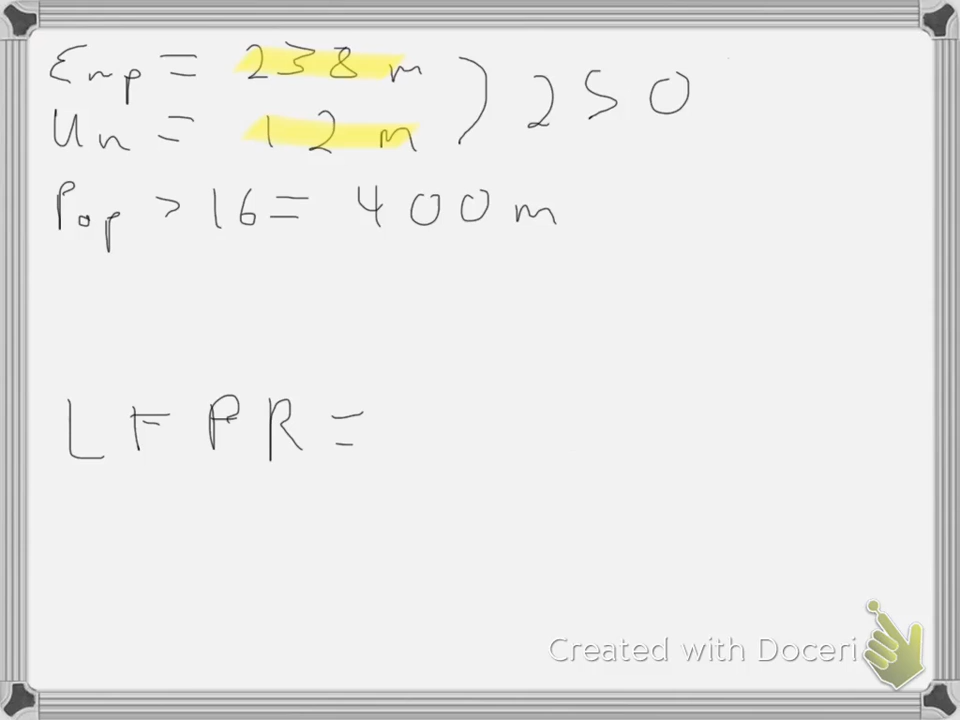 Emp = 238 m ) 250
Un = 12 m
Pop > 16 = 400 m
LFPR =
Created with Doceri